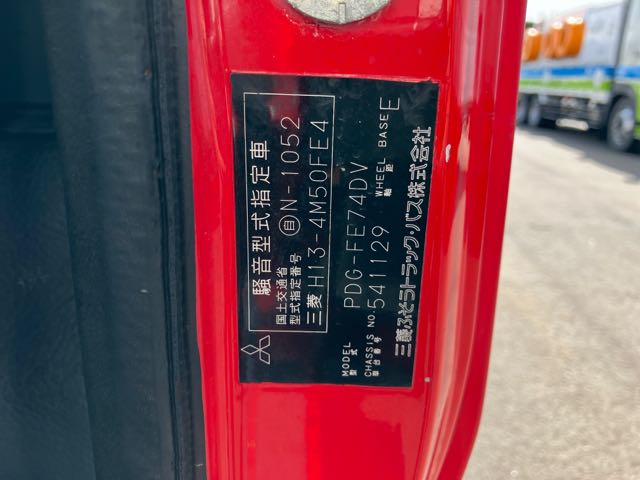 騒音型式指定車
国土交通省
型式指定番号 自 N-1052
三菱 H13-4M50FE4
MODEL
型式 PDG-FE74DV
CHASSIS NO. 541129 WHEEL BASE E
車台番号 軸距
三菱ふそうトラック・バス株式会社